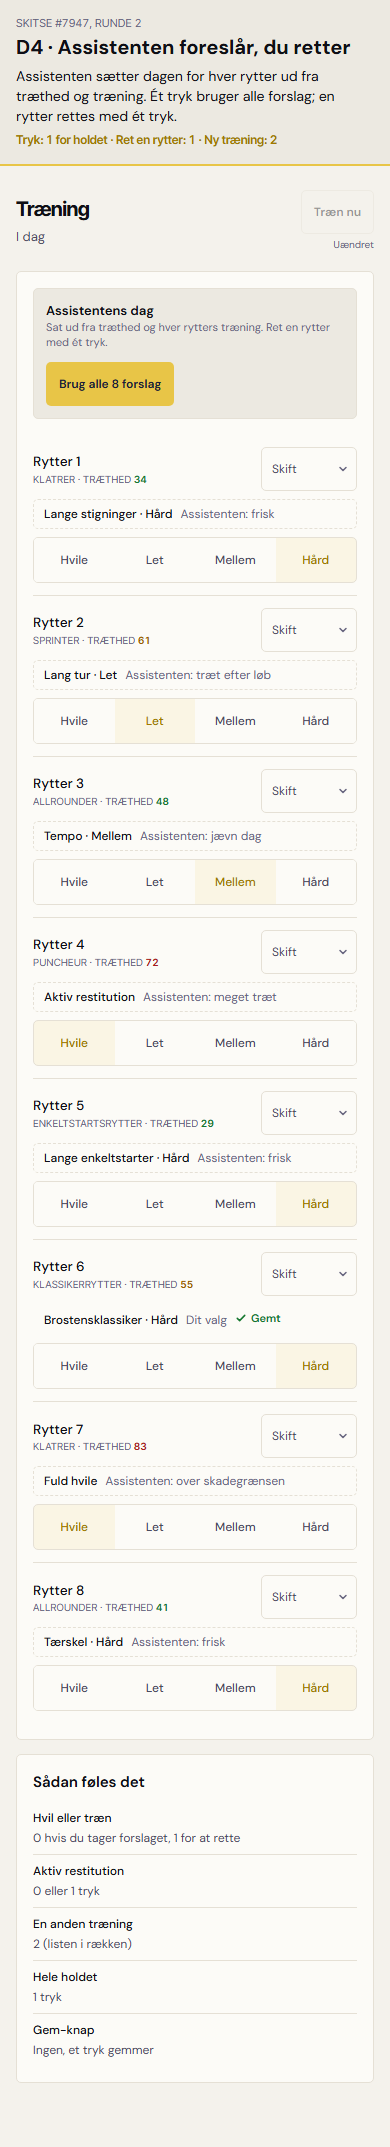 SKITSE #7947, RUNDE 2
D4 · Assistenten foreslår, du retter
Assistenten sætter dagen for hver rytter ud fra
træthed og træning. Ét tryk bruger alle forslag; en
rytter rettes med ét tryk.
Tryk: 1 for holdet · Ret en rytter: 1 · Ny træning: 2
Træning
Træn nu
I dag
Uændret
Assistentens dag
Sat ud fra træthed og hver rytters træning. Ret en rytter
med ét tryk.
Brug alle 8 forslag
Rytter 1
KLATRER · TRÆTHED 34
Skift
Lange stigninger · Hård Assistenten: frisk
Hvile Let Mellem Hård
Rytter 2
SPRINTER · TRÆTHED 61
Skift
Lang tur · Let Assistenten: træt efter løb
Hvile Let Mellem Hård
Rytter 3
ALLROUNDER · TRÆTHED 48
Skift
Tempo · Mellem Assistenten: jævn dag
Hvile Let Mellem Hård
Rytter 4
PUNCHEUR · TRÆTHED 72
Skift
Aktiv restitution Assistenten: meget træt
Hvile Let Mellem Hård
Rytter 5
ENKELTSTARTSRYTTER · TRÆTHED 29
Skift
Lange enkeltstarter · Hård Assistenten: frisk
Hvile Let Mellem Hård
Rytter 6
KLASSIKERRYTTER · TRÆTHED 55
Skift
Brostensklassiker · Hård Dit valg ✓ Gemt
Hvile Let Mellem Hård
Rytter 7
KLATRER · TRÆTHED 83
Skift
Fuld hvile Assistenten: over skadegrænsen
Hvile Let Mellem Hård
Rytter 8
ALLROUNDER · TRÆTHED 41
Skift
Tærskel · Hård Assistenten: frisk
Hvile Let Mellem Hård
Sådan føles det
Hvil eller træn
0 hvis du tager forslaget, 1 for at rette
Aktiv restitution
0 eller 1 tryk
En anden træning
2 (listen i rækken)
Hele holdet
1 tryk
Gem-knap
Ingen, et tryk gemmer